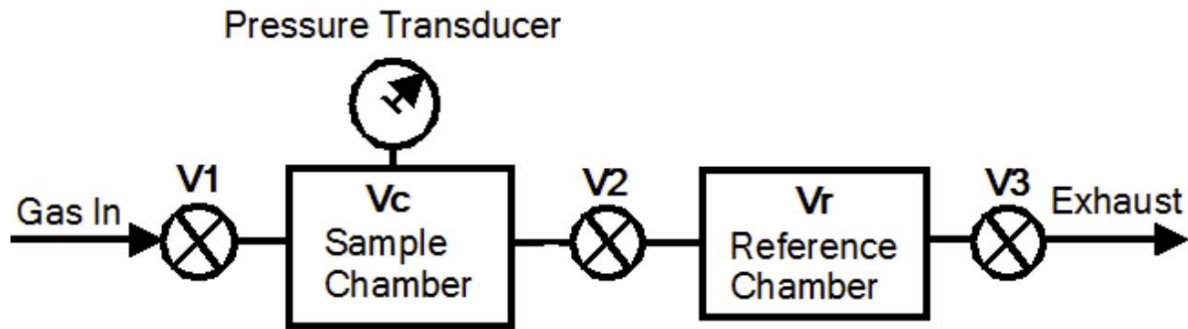 Pressure Transducer
V1
V2
V3
Gas In
Vc
Sample
Chamber
Vr
Reference
Chamber
Exhaust